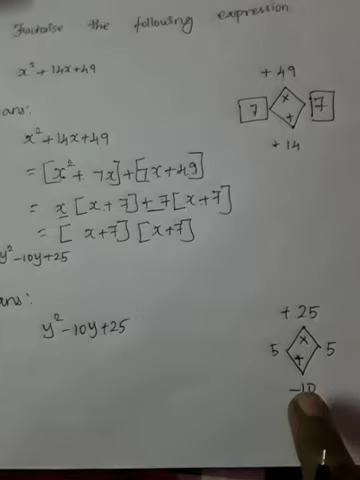 Factorise the following expression
x² + 14x + 49
+ 49
ans:
7 × 7
+
x² + 14x + 49
+ 14
= [x² + 7x] + [7x + 49]
= x [x + 7] + 7 [x + 7]
= [x + 7] [x + 7]
y² - 10y + 25
ans:
+ 25
y² - 10y + 25
5 × 5
+
- 10